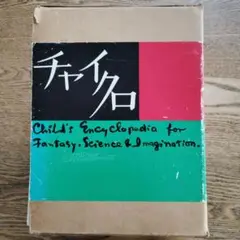 チャイクロ
Child's Encyclopedia for
Fantasy. Science & Imagination.